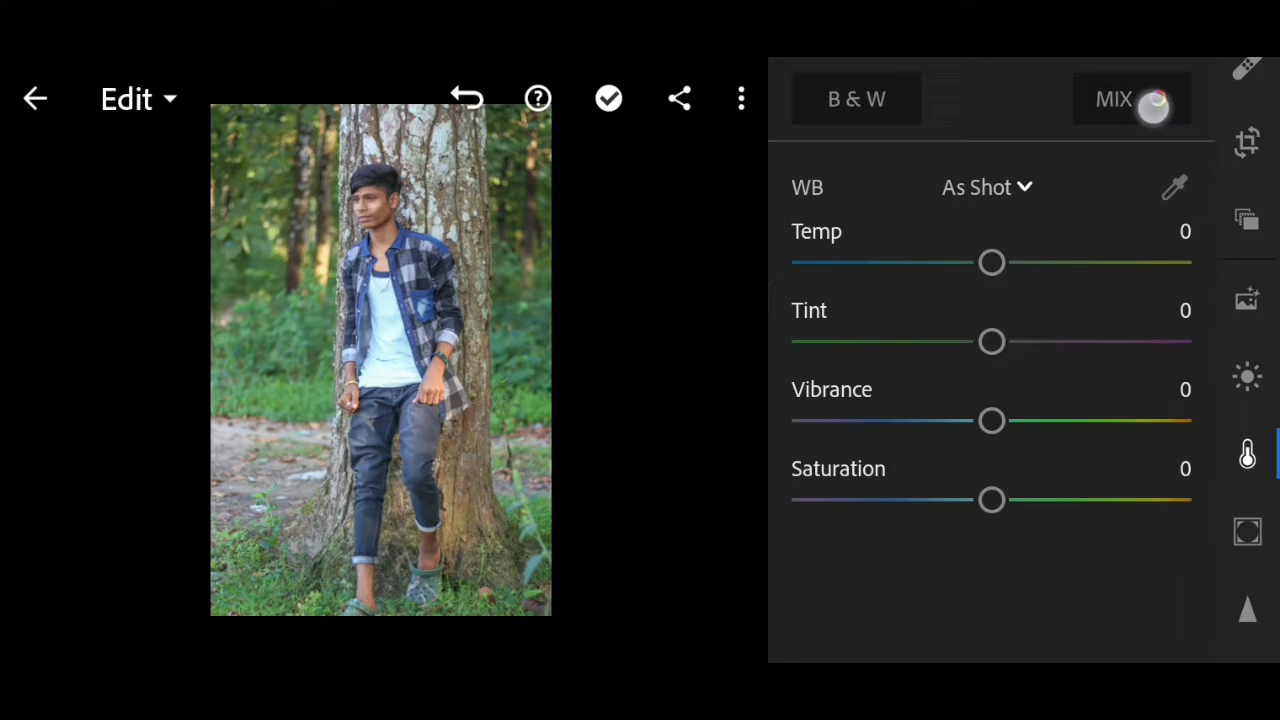 Edit
B & W
MIX
WB As Shot
Temp 0
Tint 0
Vibrance 0
Saturation 0